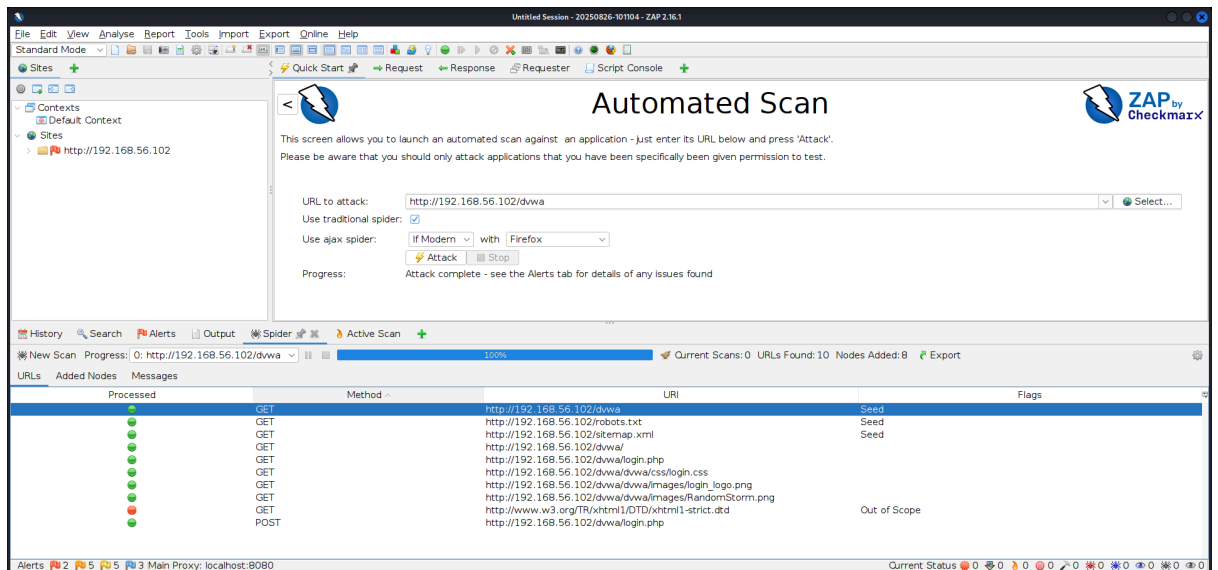 Untitled Session - 20250826-101104 - ZAP 2.16.1
File Edit View Analyse Report Tools Import Export Online Help
Standard Mode
Sites
Quick Start Request Response Requester Script Console
Contexts
Default Context
Sites
http://192.168.56.102
<
Automated Scan
ZAP by
Checkmarx
This screen allows you to launch an automated scan against an application - just enter its URL below and press 'Attack'.
Please be aware that you should only attack applications that you have been specifically been given permission to test.
URL to attack: http://192.168.56.102/dvwa Select...
Use traditional spider:
Use ajax spider: If Modern with Firefox
Attack Stop
Progress: Attack complete - see the Alerts tab for details of any issues found
History Search Alerts Output Spider Active Scan
New Scan Progress: 0: http://192.168.56.102/dvwa 100% Current Scans: 0 URLs Found: 10 Nodes Added: 8 Export
URLs Added Nodes Messages
Processed Method URI Flags
GET http://192.168.56.102/dvwa Seed
GET http://192.168.56.102/robots.txt Seed
GET http://192.168.56.102/sitemap.xml Seed
GET http://192.168.56.102/dvwa/
GET http://192.168.56.102/dvwa/login.php
GET http://192.168.56.102/dvwa/dvwa/css/login.css
GET http://192.168.56.102/dvwa/dvwa/images/login_logo.png
GET http://192.168.56.102/dvwa/dvwa/images/RandomStorm.png
GET http://www.w3.org/TR/xhtml1/DTD/xhtml1-strict.dtd Out of Scope
POST http://192.168.56.102/dvwa/login.php
Alerts 2 5 5 3 Main Proxy: localhost:8080 Current Status 0 0 0 0 0 0 0 0 0 0